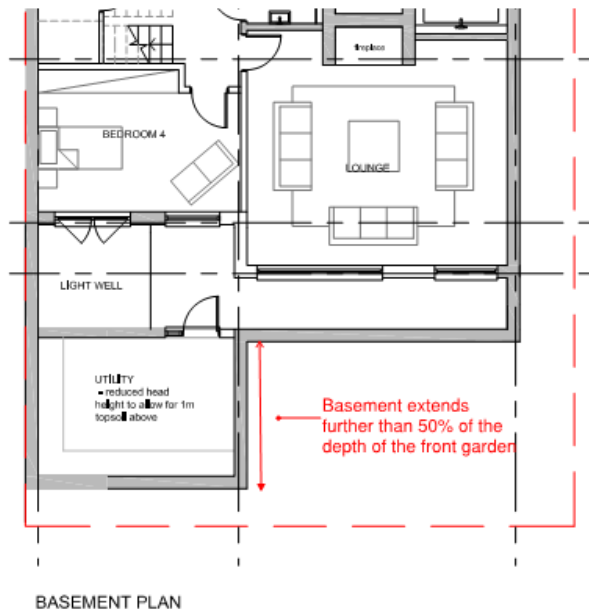 fireplace
BEDROOM 4
LOUNGE
LIGHT WELL
UTILITY
- reduced head
height to allow for 1m
topsoil above
Basement extends
further than 50% of the
depth of the front garden
BASEMENT PLAN